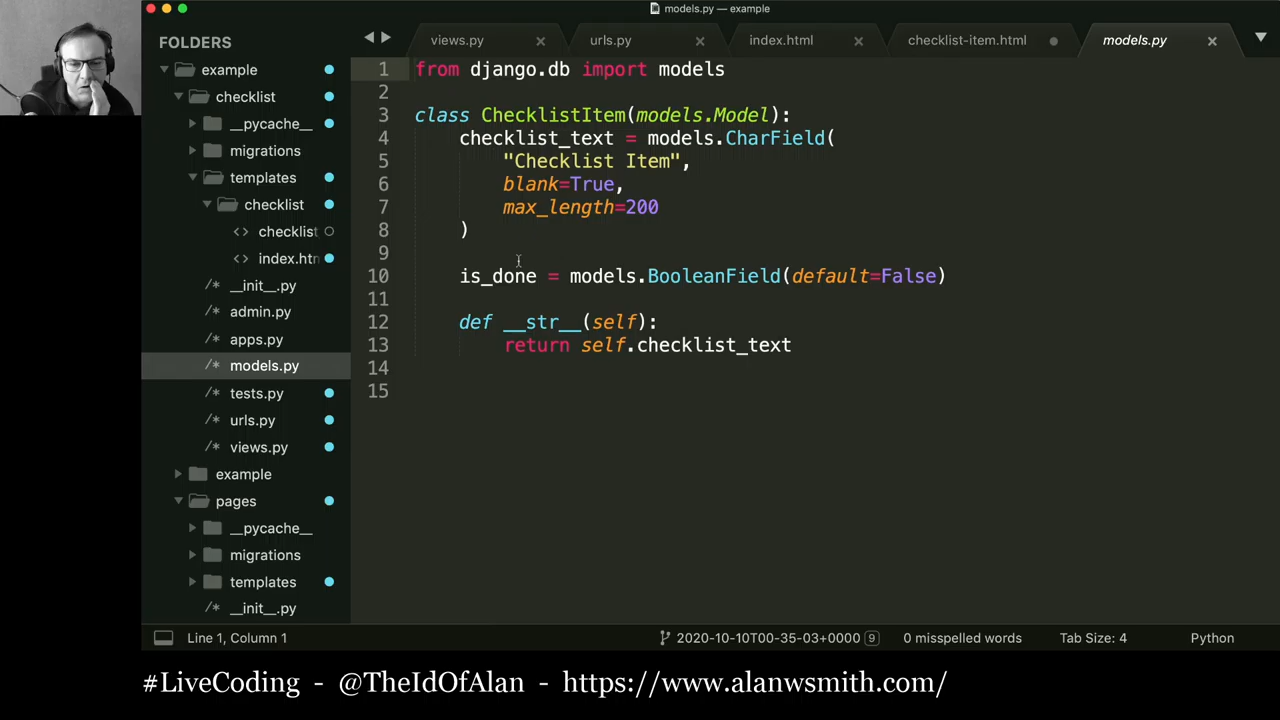 models.py — example
FOLDERS
example
checklist
__pycache__
migrations
templates
checklist
<> checklist
<> index.htn
/* __init__.py
/* admin.py
/* apps.py
/* models.py
/* tests.py
/* urls.py
/* views.py
example
pages
__pycache__
migrations
templates
/* __init__.py
views.py
urls.py
index.html
checklist-item.html
models.py
1 from django.db import models
2
3 class ChecklistItem(models.Model):
4 checklist_text = models.CharField(
5 "Checklist Item",
6 blank=True,
7 max_length=200
8 )
9
10 is_done = models.BooleanField(default=False)
11
12 def __str__(self):
13 return self.checklist_text
14
15
Line 1, Column 1
2020-10-10T00-35-03+0000 9
0 misspelled words
Tab Size: 4
Python
#LiveCoding - @TheIdOfAlan - https://www.alanwsmith.com/